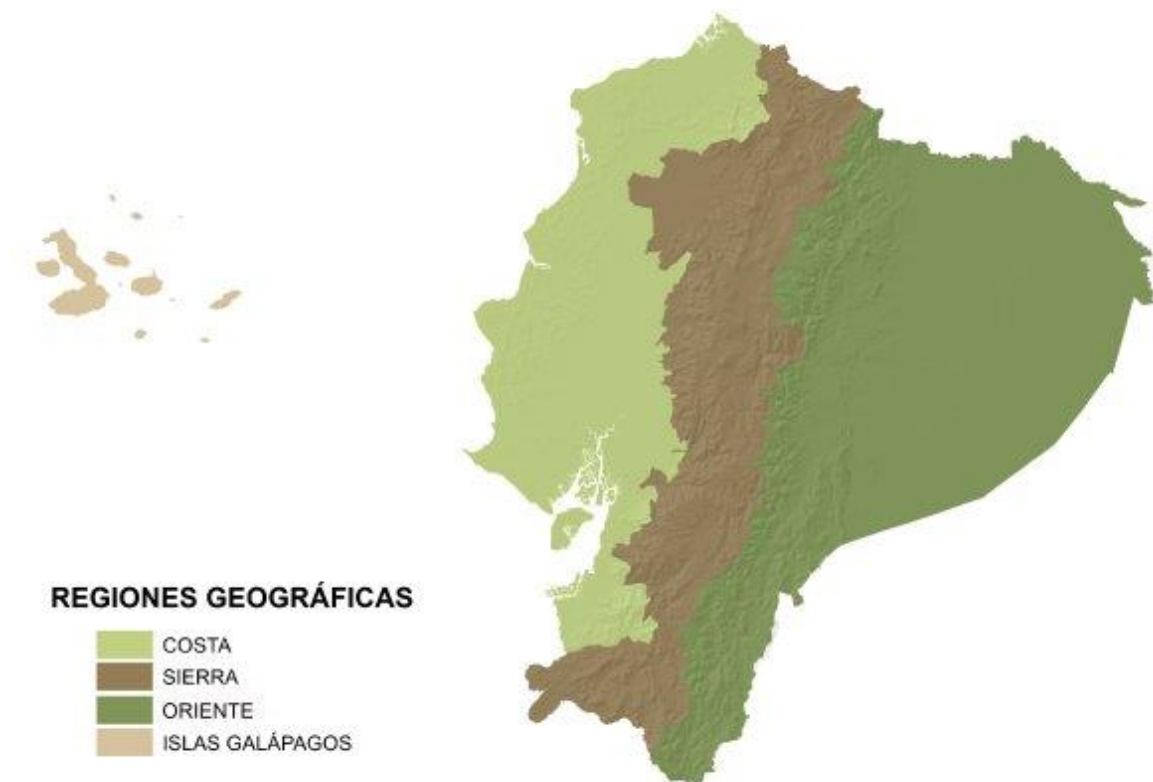 REGIONES GEOGRÁFICAS
COSTA
SIERRA
ORIENTE
ISLAS GALÁPAGOS